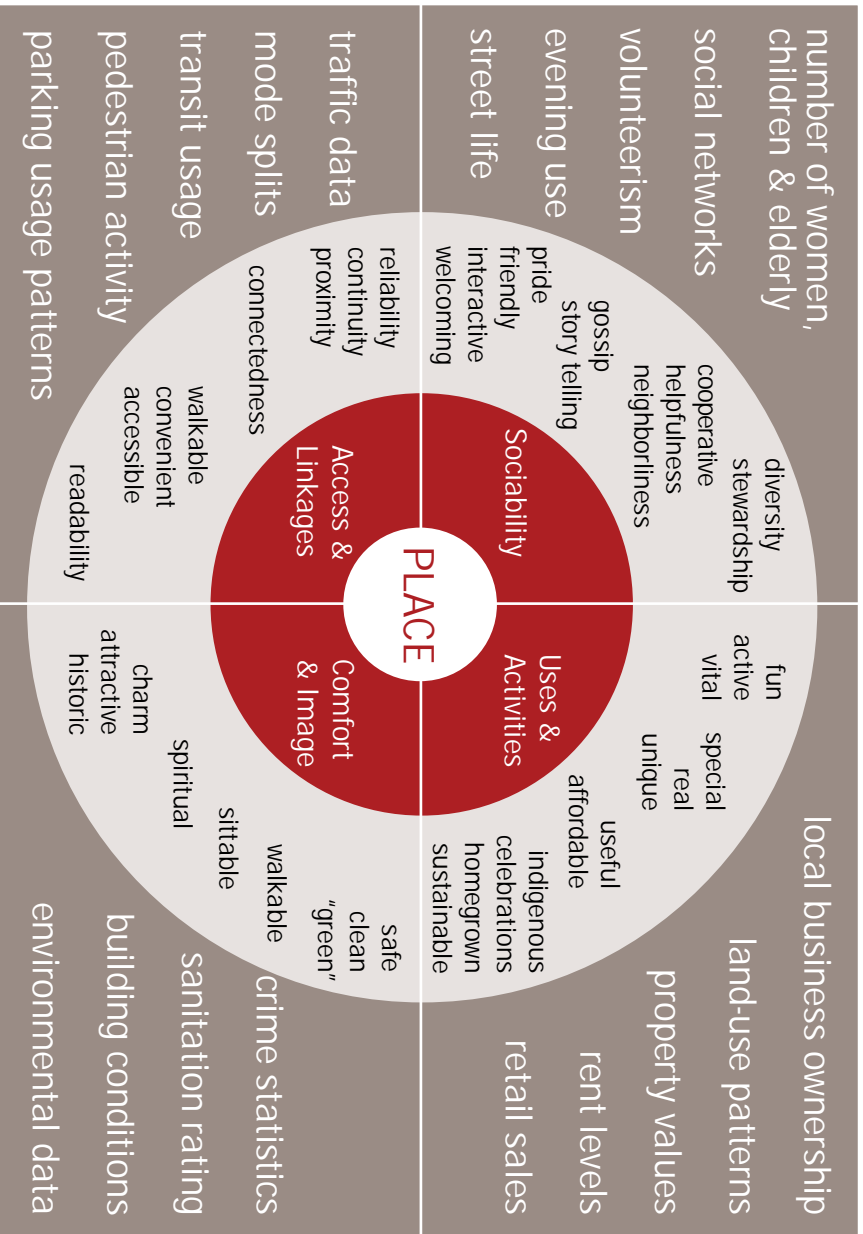 number of women,
children & elderly
social networks
volunteerism
evening use
street life
diversity
stewardship
cooperative
helpfulness
neighborliness
gossip
story telling
pride
friendly
interactive
welcoming
Sociability
local business ownership
land-use patterns
property values
rent levels
retail sales
fun
active
vital
special
real
unique
useful
affordable
indigenous
celebrations
homegrown
sustainable
Uses &
Activities
PLACE
Access &
Linkages
reliability
continuity
proximity
connectedness
walkable
convenient
accessible
readability
traffic data
mode splits
transit usage
pedestrian activity
parking usage patterns
Comfort
& Image
safe
clean
“green”
walkable
sittable
spiritual
charm
attractive
historic
crime statistics
sanitation rating
building conditions
environmental data